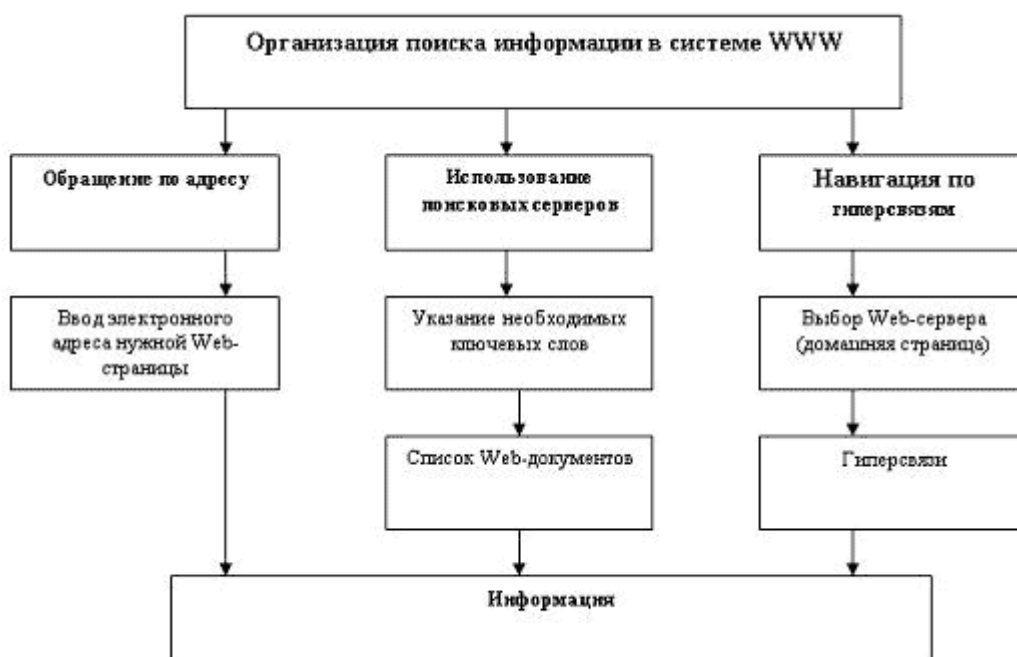 Организация поиска информации в системе WWW
Обращение по адресу
Использование
поисковых серверов
Навигация по
гиперсвязям
Ввод электронного
адреса нужной Web-
страницы
Указание необходимых
ключевых слов
Выбор Web-сервера
(домашняя страница)
Список Web-документов
Гиперсвязи
Информация